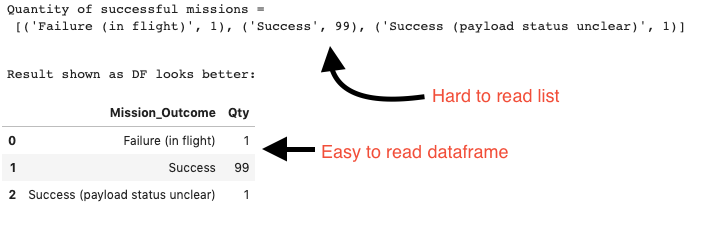 Quantity of successful missions =
[('Failure (in flight)', 1), ('Success', 99), ('Success (payload status unclear)', 1)]
Hard to read list
Result shown as DF looks better:
Mission_Outcome Qty
0 Failure (in flight) 1
Easy to read dataframe
1 Success 99
2 Success (payload status unclear) 1